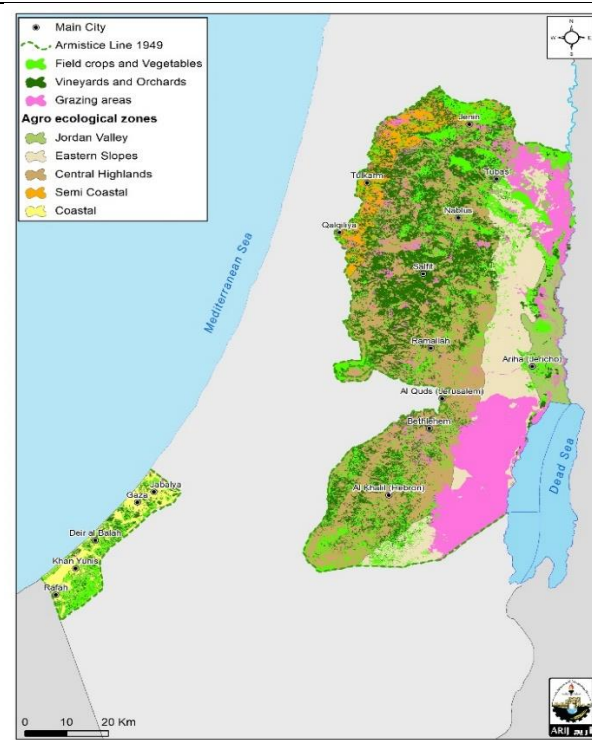 Main City
Armistice Line 1949
Field crops and Vegetables
Vineyards and Orchards
Grazing areas
Agro ecological zones
Jordan Valley
Eastern Slopes
Central Highlands
Semi Coastal
Coastal
N
W
E
S
Jenin
Tulkarm
Tubas
Nablus
Qalqiliya
Salfit
Mediterranean Sea
Ramallah
Ariha (Jericho)
Al Quds (Jerusalem)
Bethlehem
Al Khalil (Hebron)
Dead Sea
Jabalya
Gaza
Deir al Balah
Khan Yunis
Rafah
0 10 20 Km
ARIJ أريج